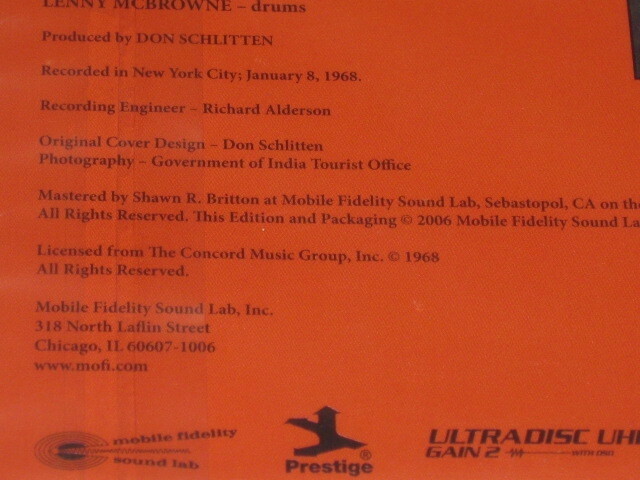 LENNY MCBROWNE – drums
Produced by DON SCHLITTEN
Recorded in New York City; January 8, 1968.
Recording Engineer – Richard Alderson
Original Cover Design – Don Schlitten
Photography – Government of India Tourist Office
Mastered by Shawn R. Britton at Mobile Fidelity Sound Lab, Sebastopol, CA on the
All Rights Reserved. This Edition and Packaging © 2006 Mobile Fidelity Sound La
Licensed from The Concord Music Group, Inc. © 1968
All Rights Reserved.
Mobile Fidelity Sound Lab, Inc.
318 North Laflin Street
Chicago, IL 60607-1006
www.mofi.com
mobile fidelity
sound lab
Prestige®
ULTRADISC UH
GAIN 2 WITH DSD